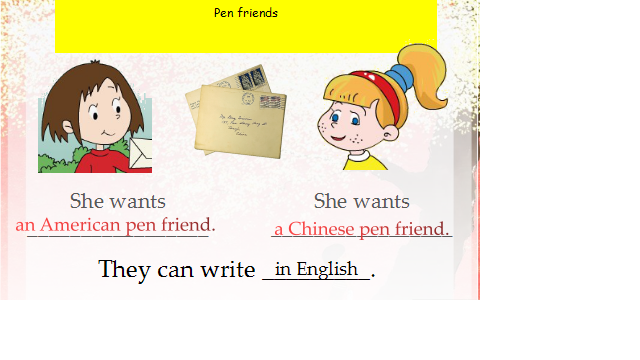 Pen friends
She wants
an American pen friend.
She wants
a Chinese pen friend.
They can write in English.